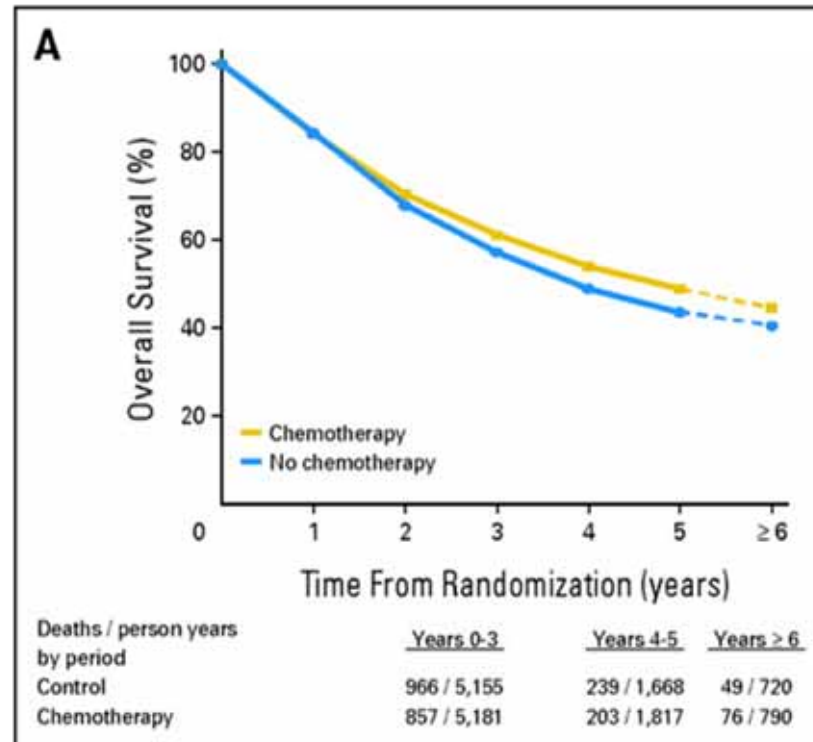 A
Overall Survival (%)
100
80
60
40
20
0
Chemotherapy
No chemotherapy
1 2 3 4 5 ≥ 6
Time From Randomization (years)
Deaths / person years
by period
Years 0-3 Years 4-5 Years ≥ 6
Control 966 / 5,155 239 / 1,668 49 / 720
Chemotherapy 857 / 5,181 203 / 1,817 76 / 790